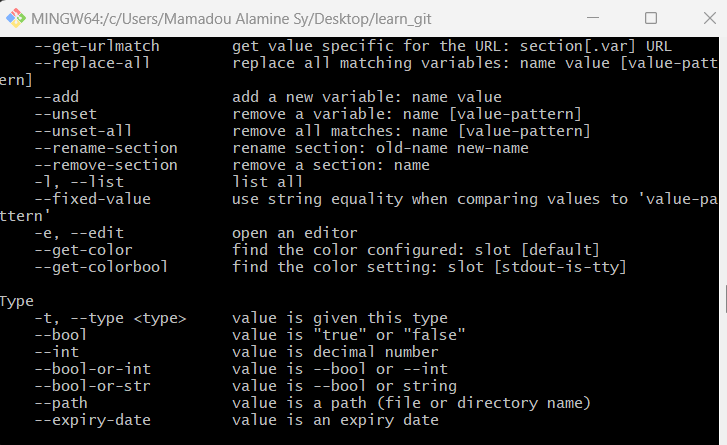 MINGW64:/c/Users/Mamadou Alamine Sy/Desktop/learn_git
--get-urlmatch get value specific for the URL: section[.var] URL
--replace-all replace all matching variables: name value [value-patt
ern]
--add add a new variable: name value
--unset remove a variable: name [value-pattern]
--unset-all remove all matches: name [value-pattern]
--rename-section rename section: old-name new-name
--remove-section remove a section: name
-l, --list list all
--fixed-value use string equality when comparing values to 'value-pa
ttern'
-e, --edit open an editor
--get-color find the color configured: slot [default]
--get-colorbool find the color setting: slot [stdout-is-tty]
Type
-t, --type <type> value is given this type
--bool value is "true" or "false"
--int value is decimal number
--bool-or-int value is --bool or --int
--bool-or-str value is --bool or string
--path value is a path (file or directory name)
--expiry-date value is an expiry date